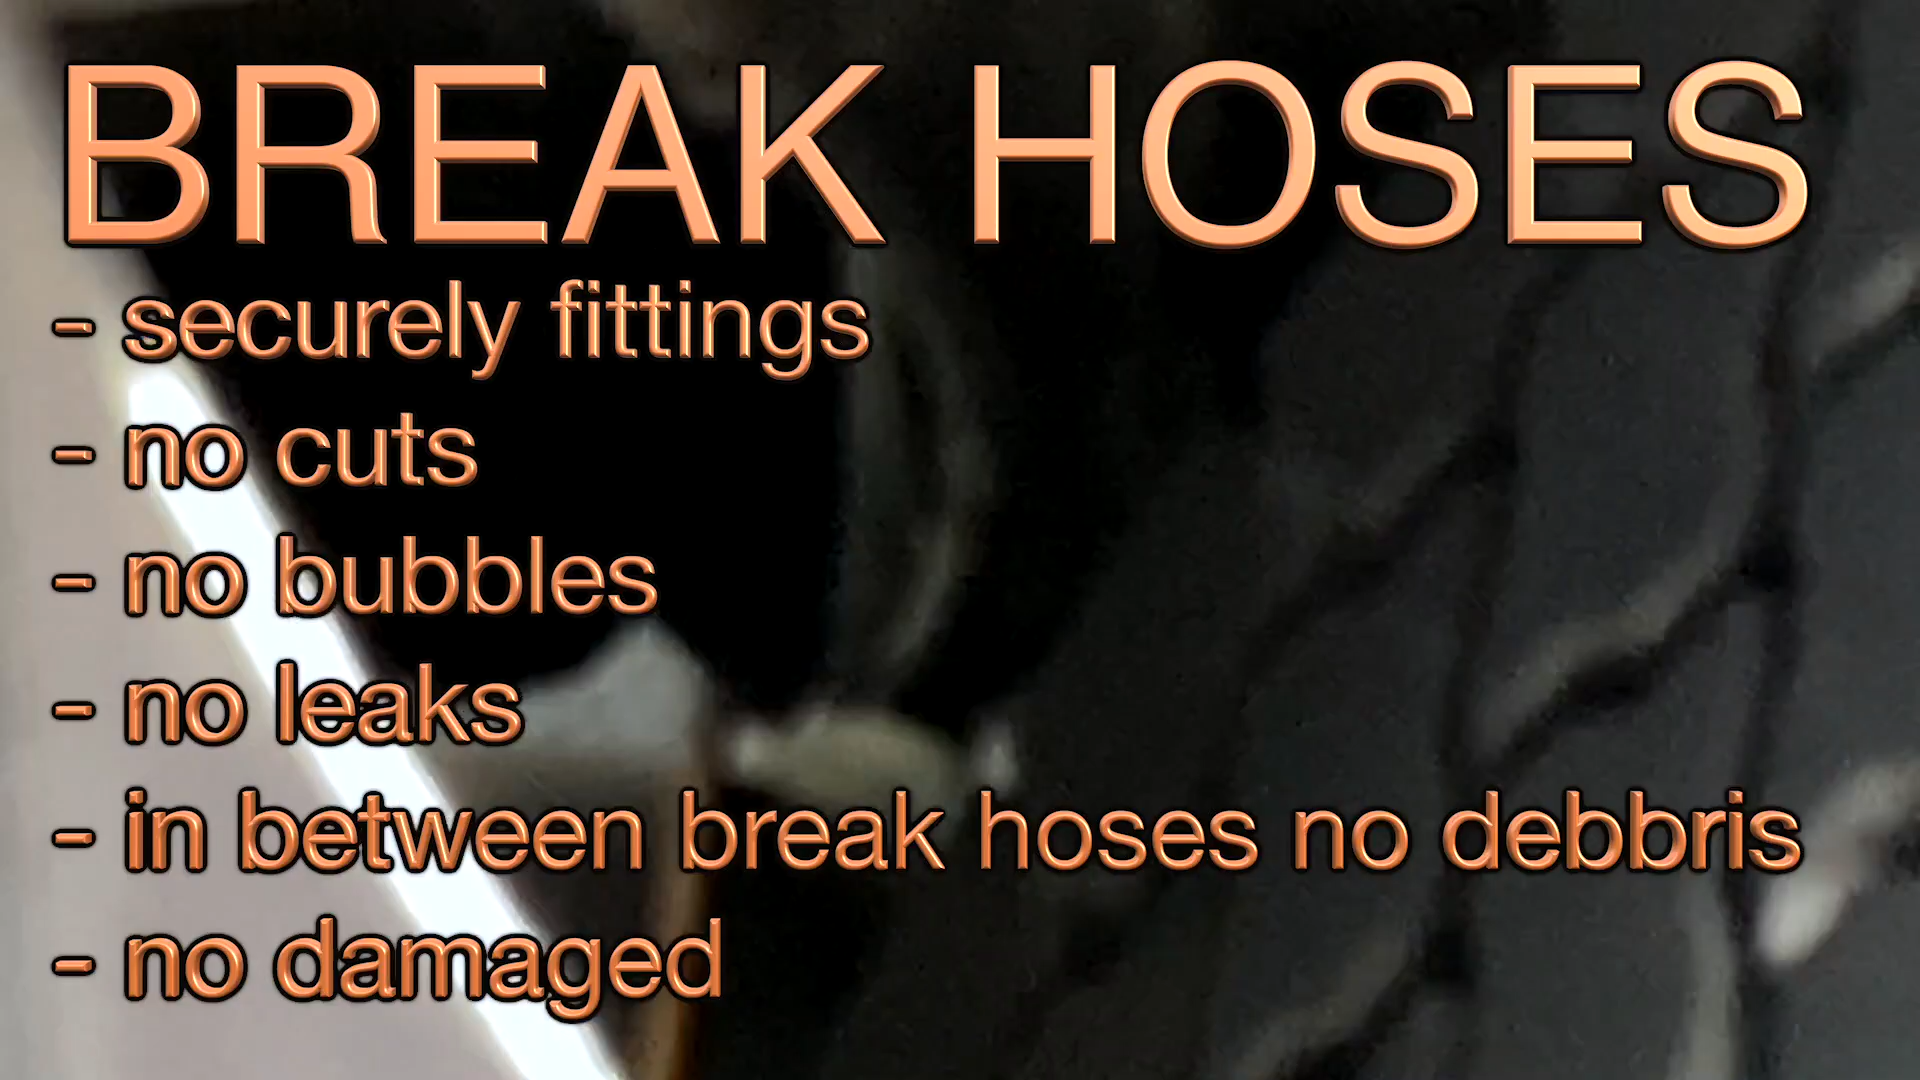 BREAK HOSES
- securely fittings
- no cuts
- no bubbles
- no leaks
- in between break hoses no debbris
- no damaged